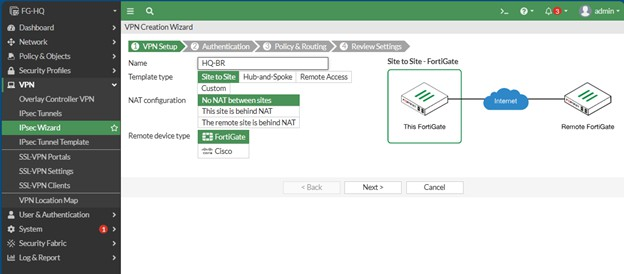 FG-HQ
Dashboard
Network
Policy & Objects
Security Profiles
VPN
Overlay Controller VPN
IPsec Tunnels
IPsec Wizard
IPsec Tunnel Template
SSL-VPN Portals
SSL-VPN Settings
SSL-VPN Clients
VPN Location Map
User & Authentication
System 1
Security Fabric
Log & Report
>_ ? 3 admin
VPN Creation Wizard
1 VPN Setup 2 Authentication 3 Policy & Routing 4 Review Settings
Name HQ-BR
Template type Site to Site Hub-and-Spoke Remote Access
Custom
NAT configuration No NAT between sites
This site is behind NAT
The remote site is behind NAT
Remote device type FortiGate
Cisco
Site to Site - FortiGate
This FortiGate
Internet
Remote FortiGate
< Back Next > Cancel